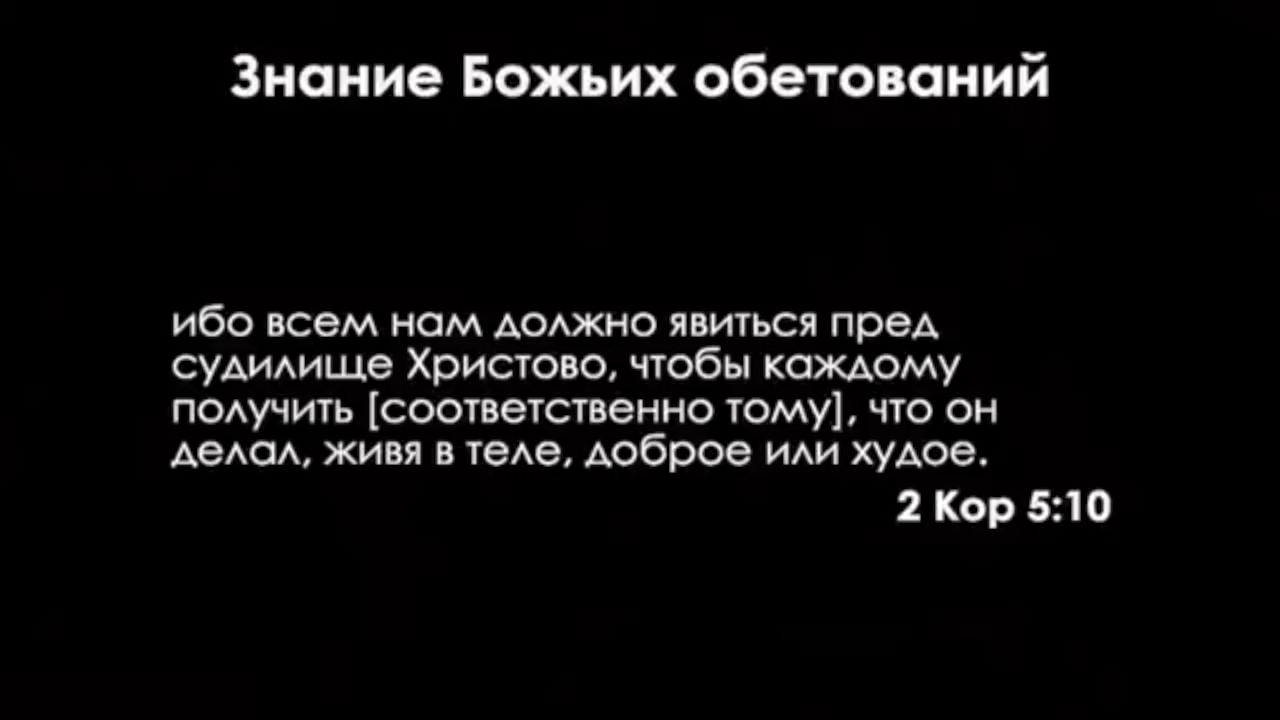 Знание Божьих обетований
ибо всем нам должно явиться пред
судилище Христово, чтобы каждому
получить [соответственно тому], что он
делал, живя в теле, доброе или худое.
2 Кор 5:10